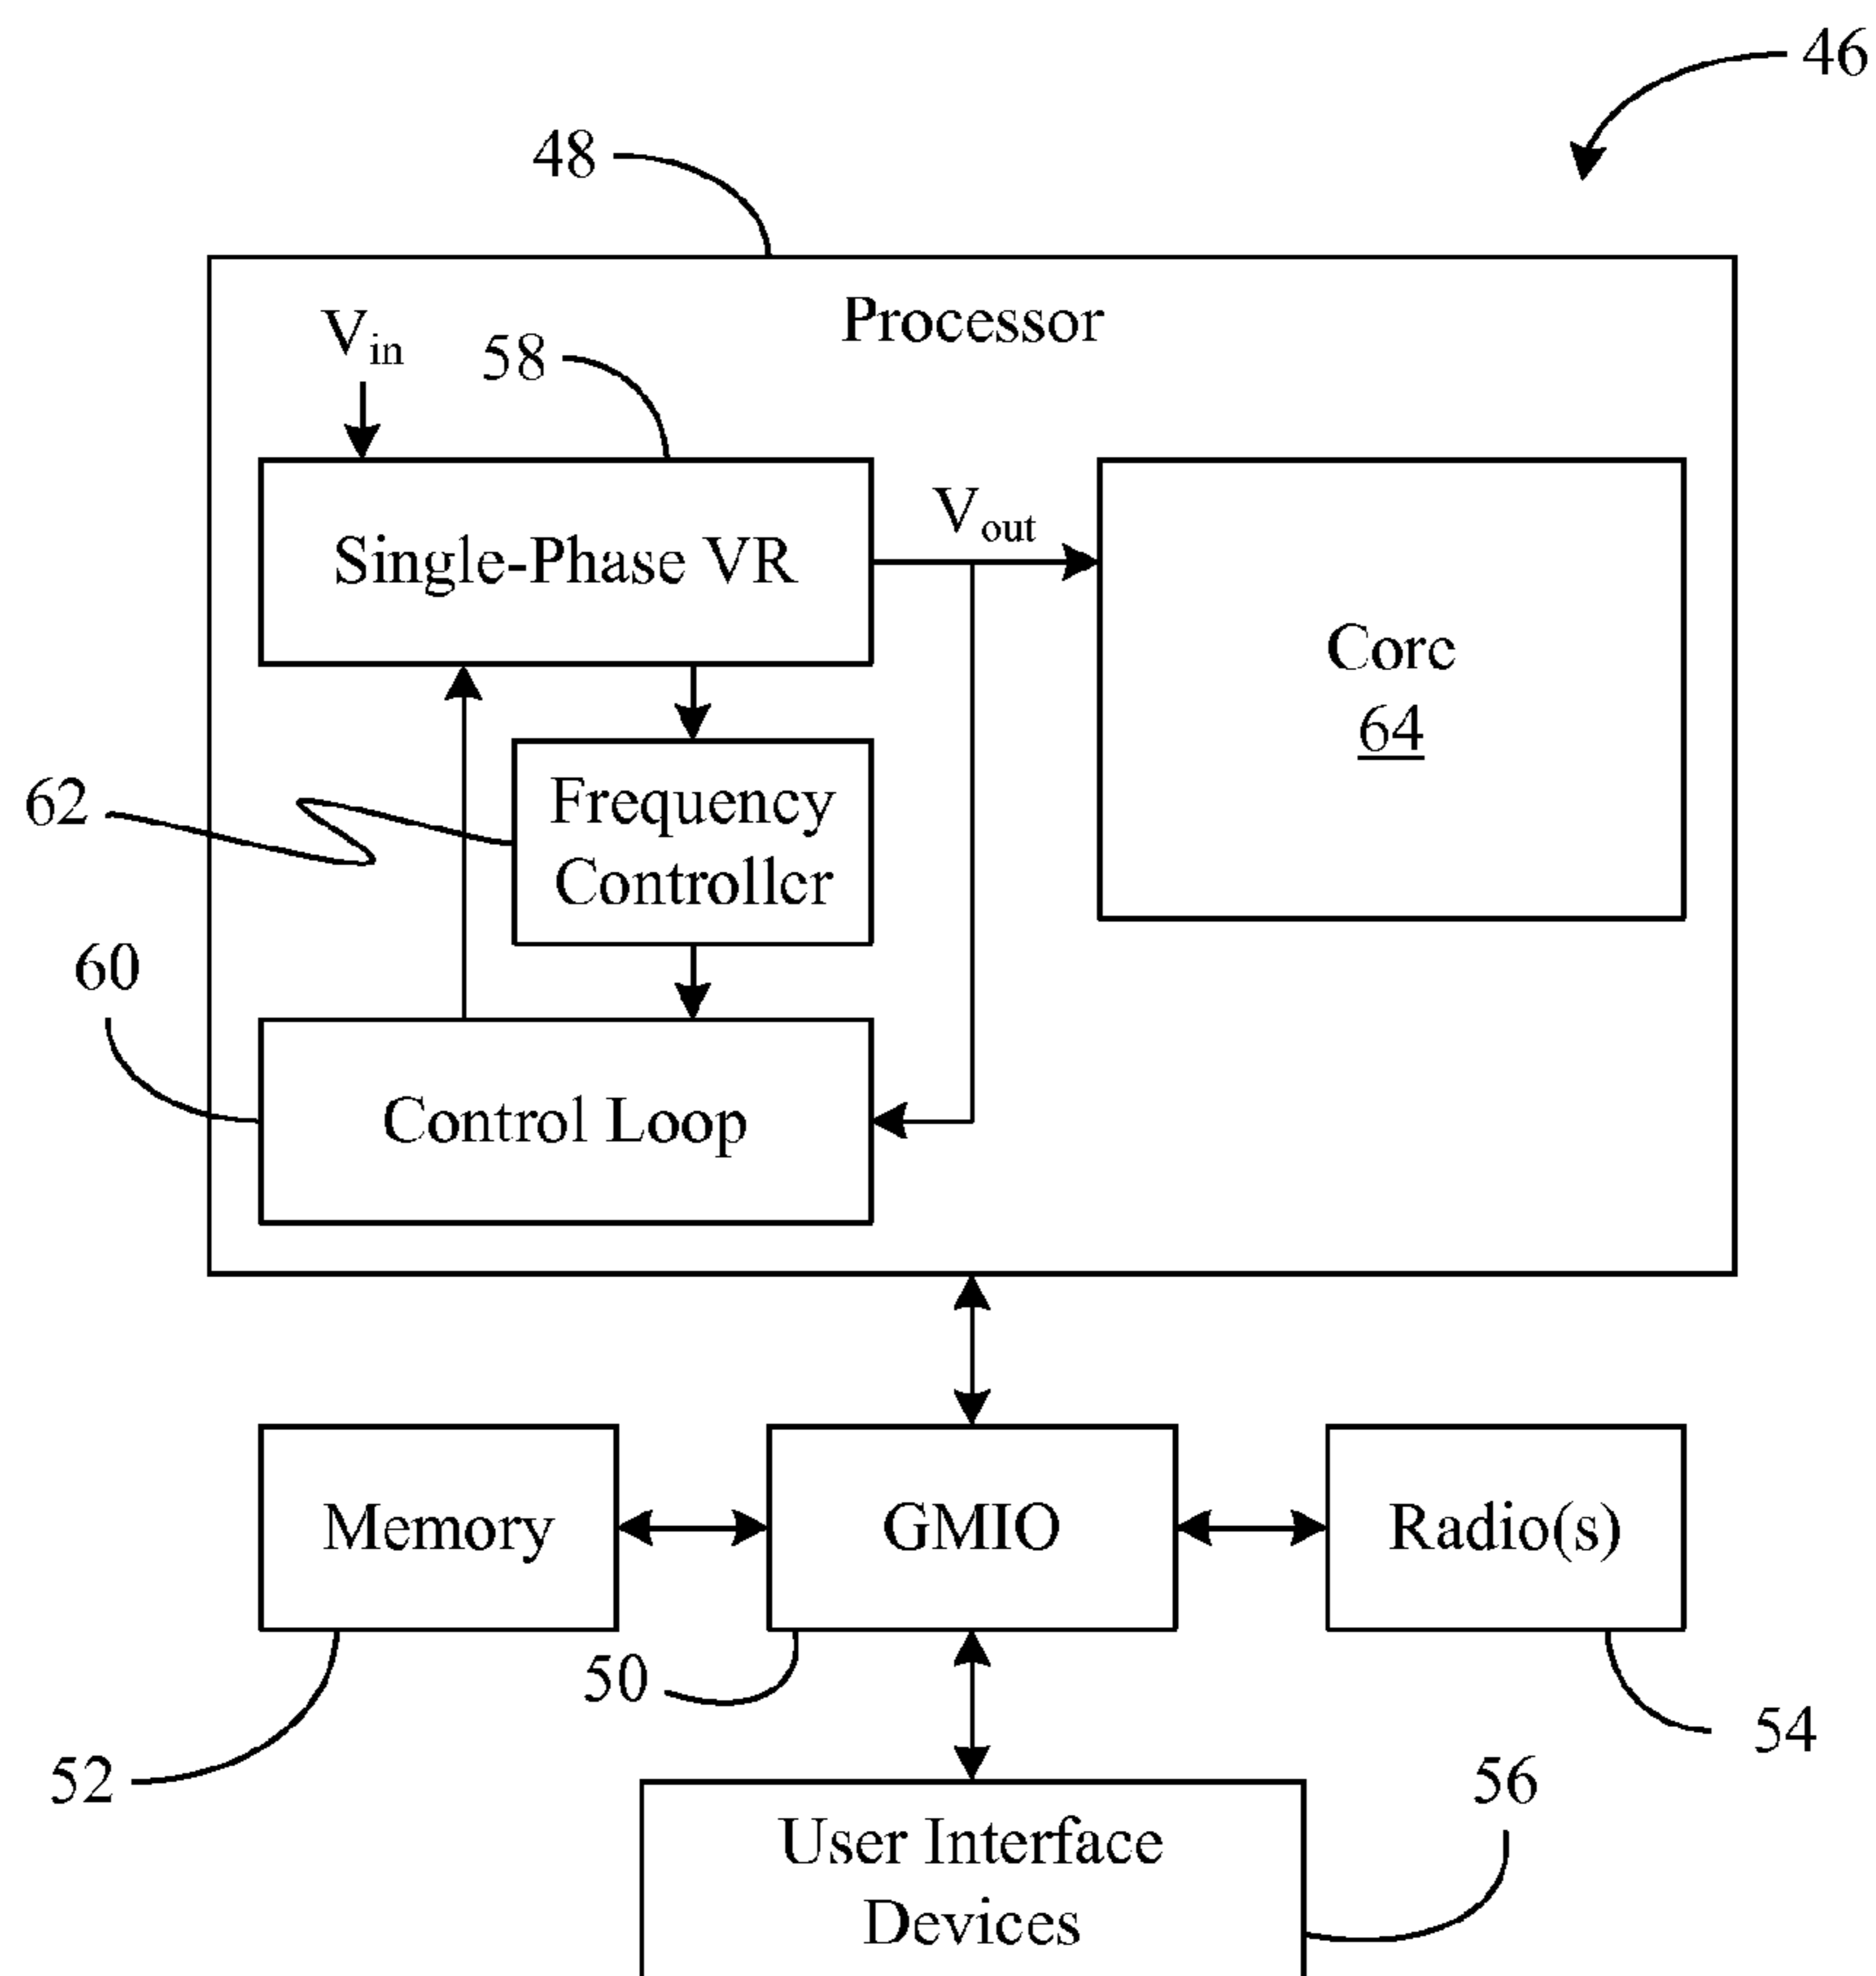 46
48
Processor
Vin
58
Single-Phase VR
Vout
Core
64
62
Frequency
Controller
60
Control Loop
Memory
GMIO
Radio(s)
50
52
54
56
User Interface
Devices